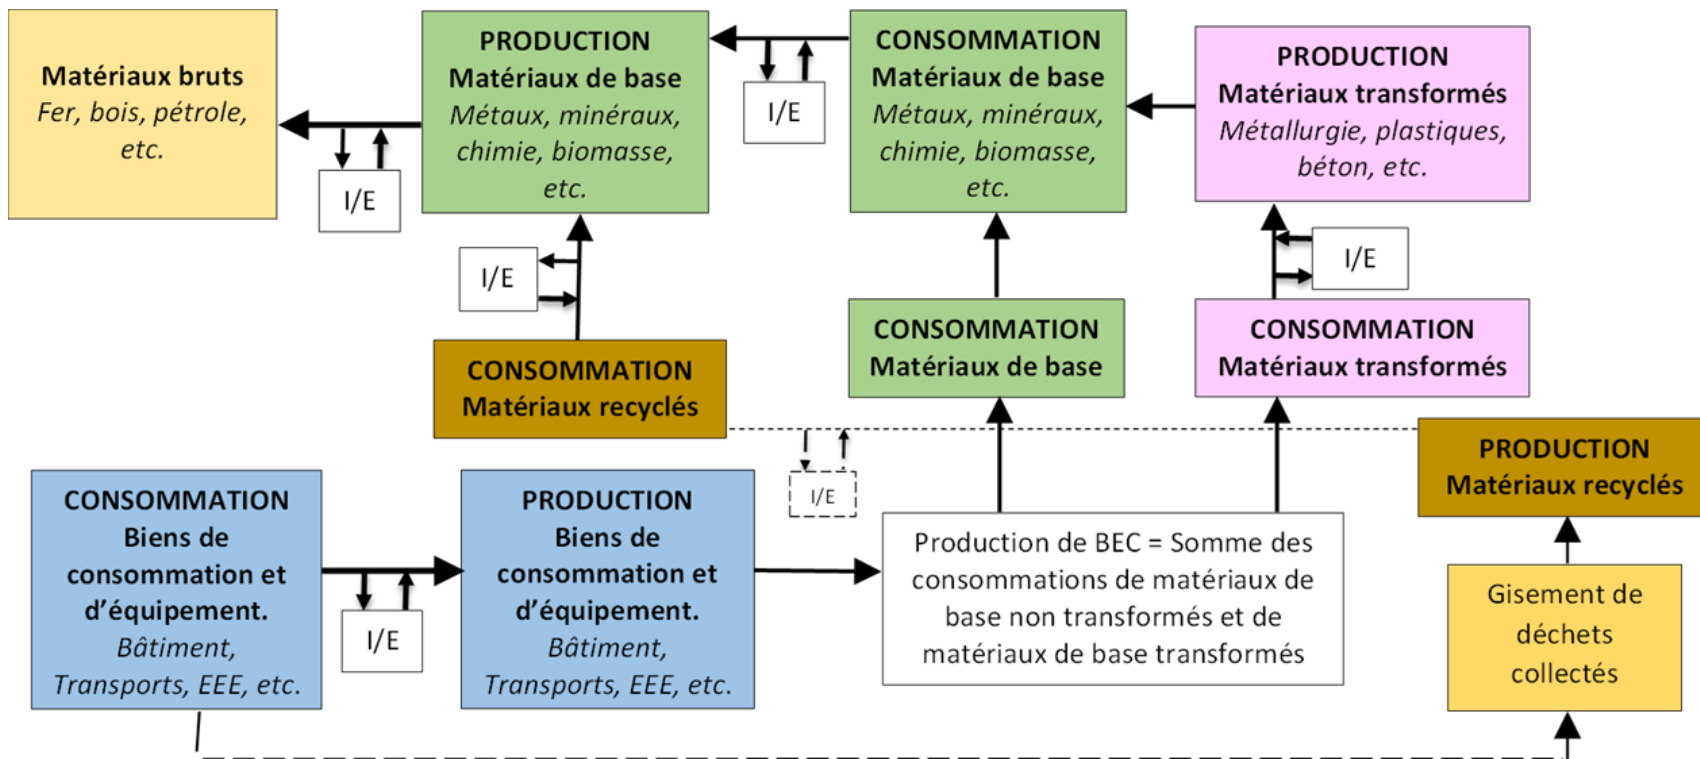 Matériaux bruts
Fer, bois, pétrole,
etc.
I/E
PRODUCTION
Matériaux de base
Métaux, minéraux,
chimie, biomasse,
etc.
I/E
CONSOMMATION
Matériaux de base
Métaux, minéraux,
chimie, biomasse,
etc.
PRODUCTION
Matériaux transformés
Métallurgie, plastiques,
béton, etc.
I/E
I/E
CONSOMMATION
Matériaux recyclés
CONSOMMATION
Matériaux de base
CONSOMMATION
Matériaux transformés
I/E
PRODUCTION
Matériaux recyclés
CONSOMMATION
Biens de
consommation et
d’équipement.
Bâtiment,
Transports, EEE, etc.
I/E
PRODUCTION
Biens de
consommation et
d’équipement.
Bâtiment,
Transports, EEE, etc.
Production de BEC = Somme des
consommations de matériaux de
base non transformés et de
matériaux de base transformés
Gisement de
déchets
collectés